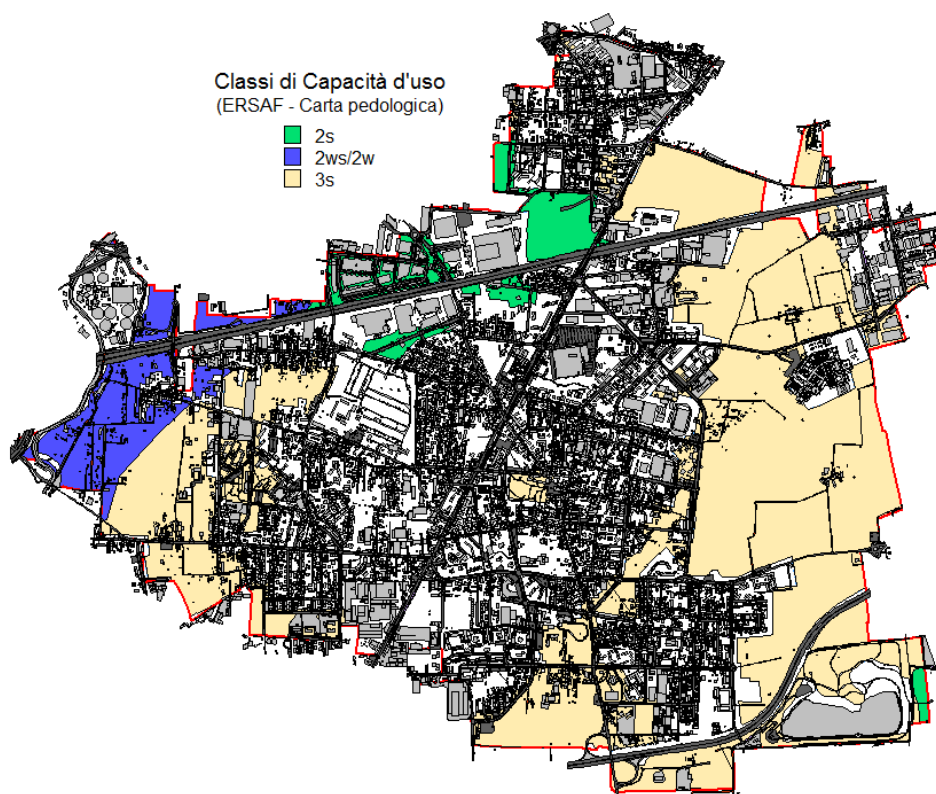 Classi di Capacità d'uso
(ERSAF - Carta pedologica)
2s
2ws/2w
3s